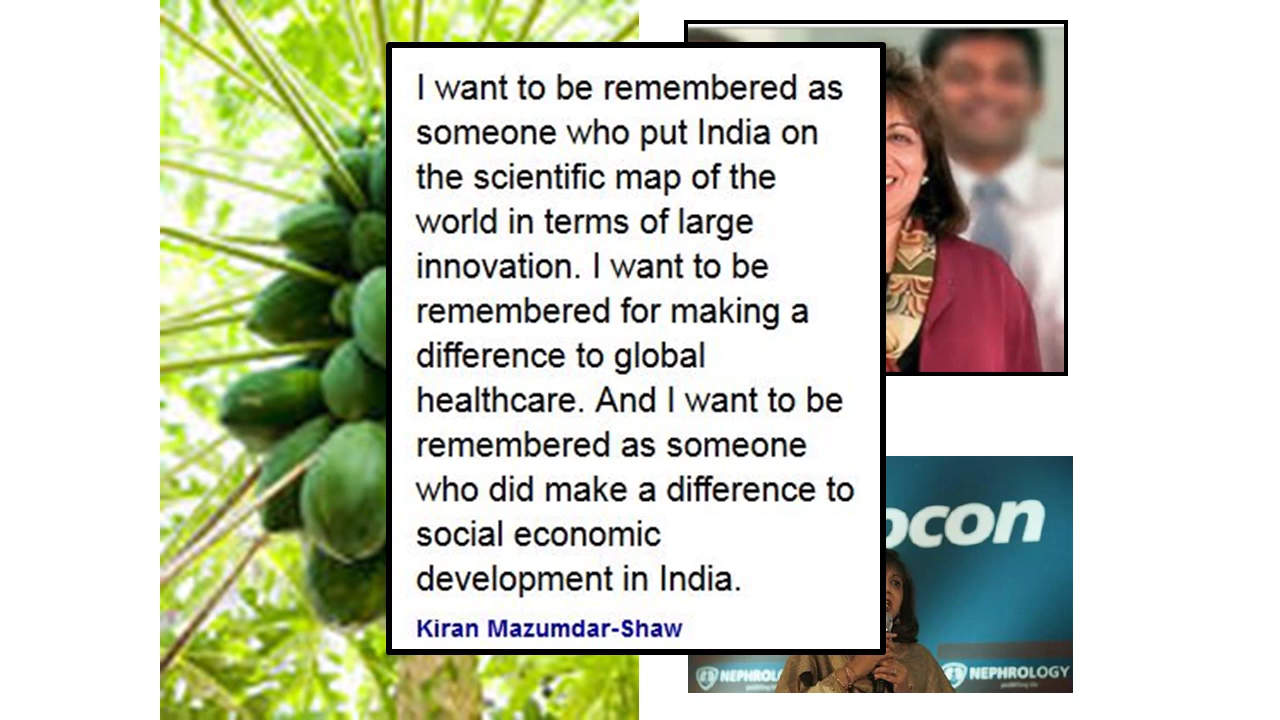 I want to be remembered as
someone who put India on
the scientific map of the
world in terms of large
innovation. I want to be
remembered for making a
difference to global
healthcare. And I want to be
remembered as someone
who did make a difference to
social economic
development in India.
Kiran Mazumdar-Shaw
ocon
NEPHROLO
NEPHROLOGY